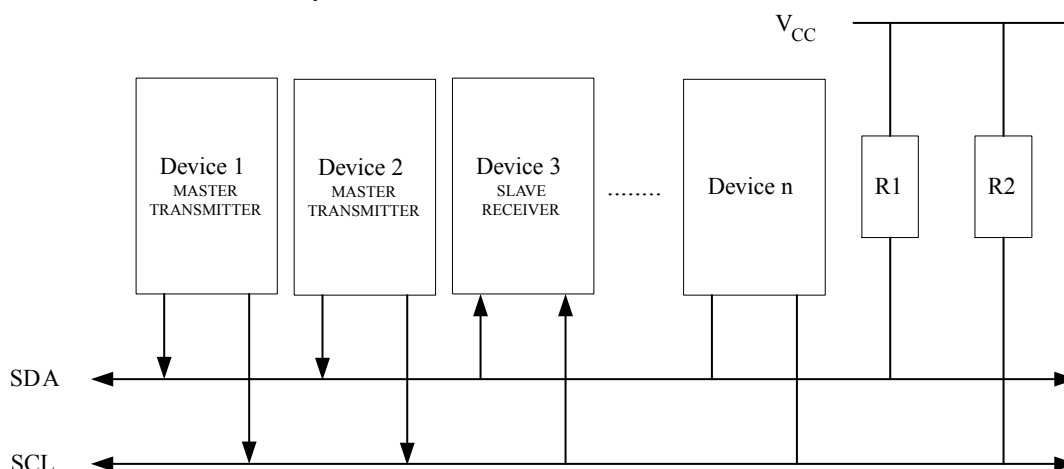 VCC
Device 1
MASTER
TRANSMITTER
Device 2
MASTER
TRANSMITTER
Device 3
SLAVE
RECEIVER
........
Device n
R1
R2
SDA
SCL